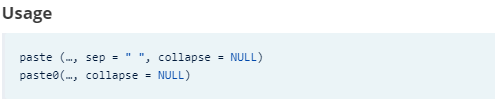 Usage
paste (…, sep = " ", collapse = NULL)
paste0(…, collapse = NULL)